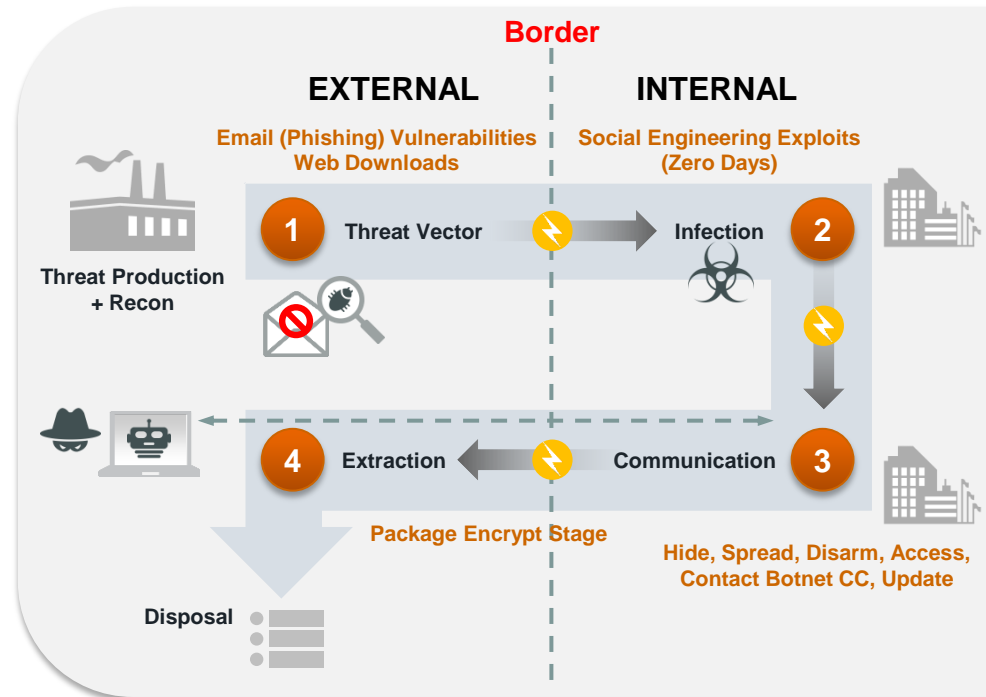 Border
EXTERNAL
INTERNAL
Email (Phishing) Vulnerabilities
Web Downloads
Social Engineering Exploits
(Zero Days)
1
Threat Vector
Infection
2
Threat Production
+ Recon
4
Extraction
Communication
3
Package Encrypt Stage
Hide, Spread, Disarm, Access,
Contact Botnet CC, Update
Disposal